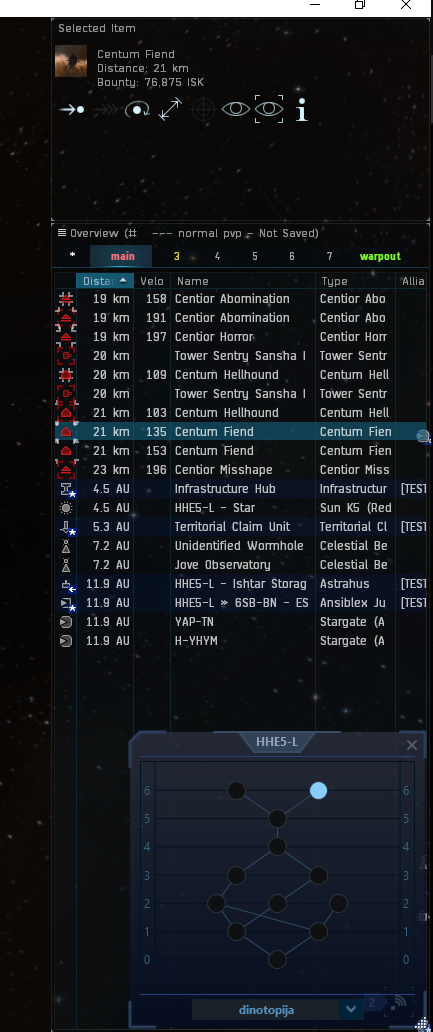 Selected Item
Centum Fiend
Distance: 21 km
Bounty: 76,875 ISK
Overview (⌗ --- normal pvp - Not Saved)
* main 3 4 5 6 7 warpout
Dista Velo Name Type Allia
19 km 158 Centior Abomination Centior Abo
19 km 191 Centior Abomination Centior Abo
19 km 197 Centior Horror Centior Horr
20 km Tower Sentry Sansha I Tower Sentr
20 km 109 Centum Hellhound Centum Hell
20 km Tower Sentry Sansha I Tower Sentr
21 km 103 Centum Hellhound Centum Hell
21 km 135 Centum Fiend Centum Fien
21 km 153 Centum Fiend Centum Fien
23 km 196 Centior Misshape Centior Miss
4.5 AU Infrastructure Hub Infrastructur [TEST
4.5 AU HHE5-L - Star Sun K5 (Red
5.3 AU Territorial Claim Unit Territorial Cl [TEST
7.2 AU Unidentified Wormhole Celestial Be
7.2 AU Jove Observatory Celestial Be
11.9 AU HHE5-L - Ishtar Storag Astrahus [TEST
11.9 AU HHE5-L » 6SB-BN - ES Ansiblex Ju [TEST
11.9 AU YAP-TN Stargate (A
11.9 AU H-YHYM Stargate (A
HHE5-L
6 6
5 5
4 4
3 3
2 2
1 1
0 0
dinotopija 2